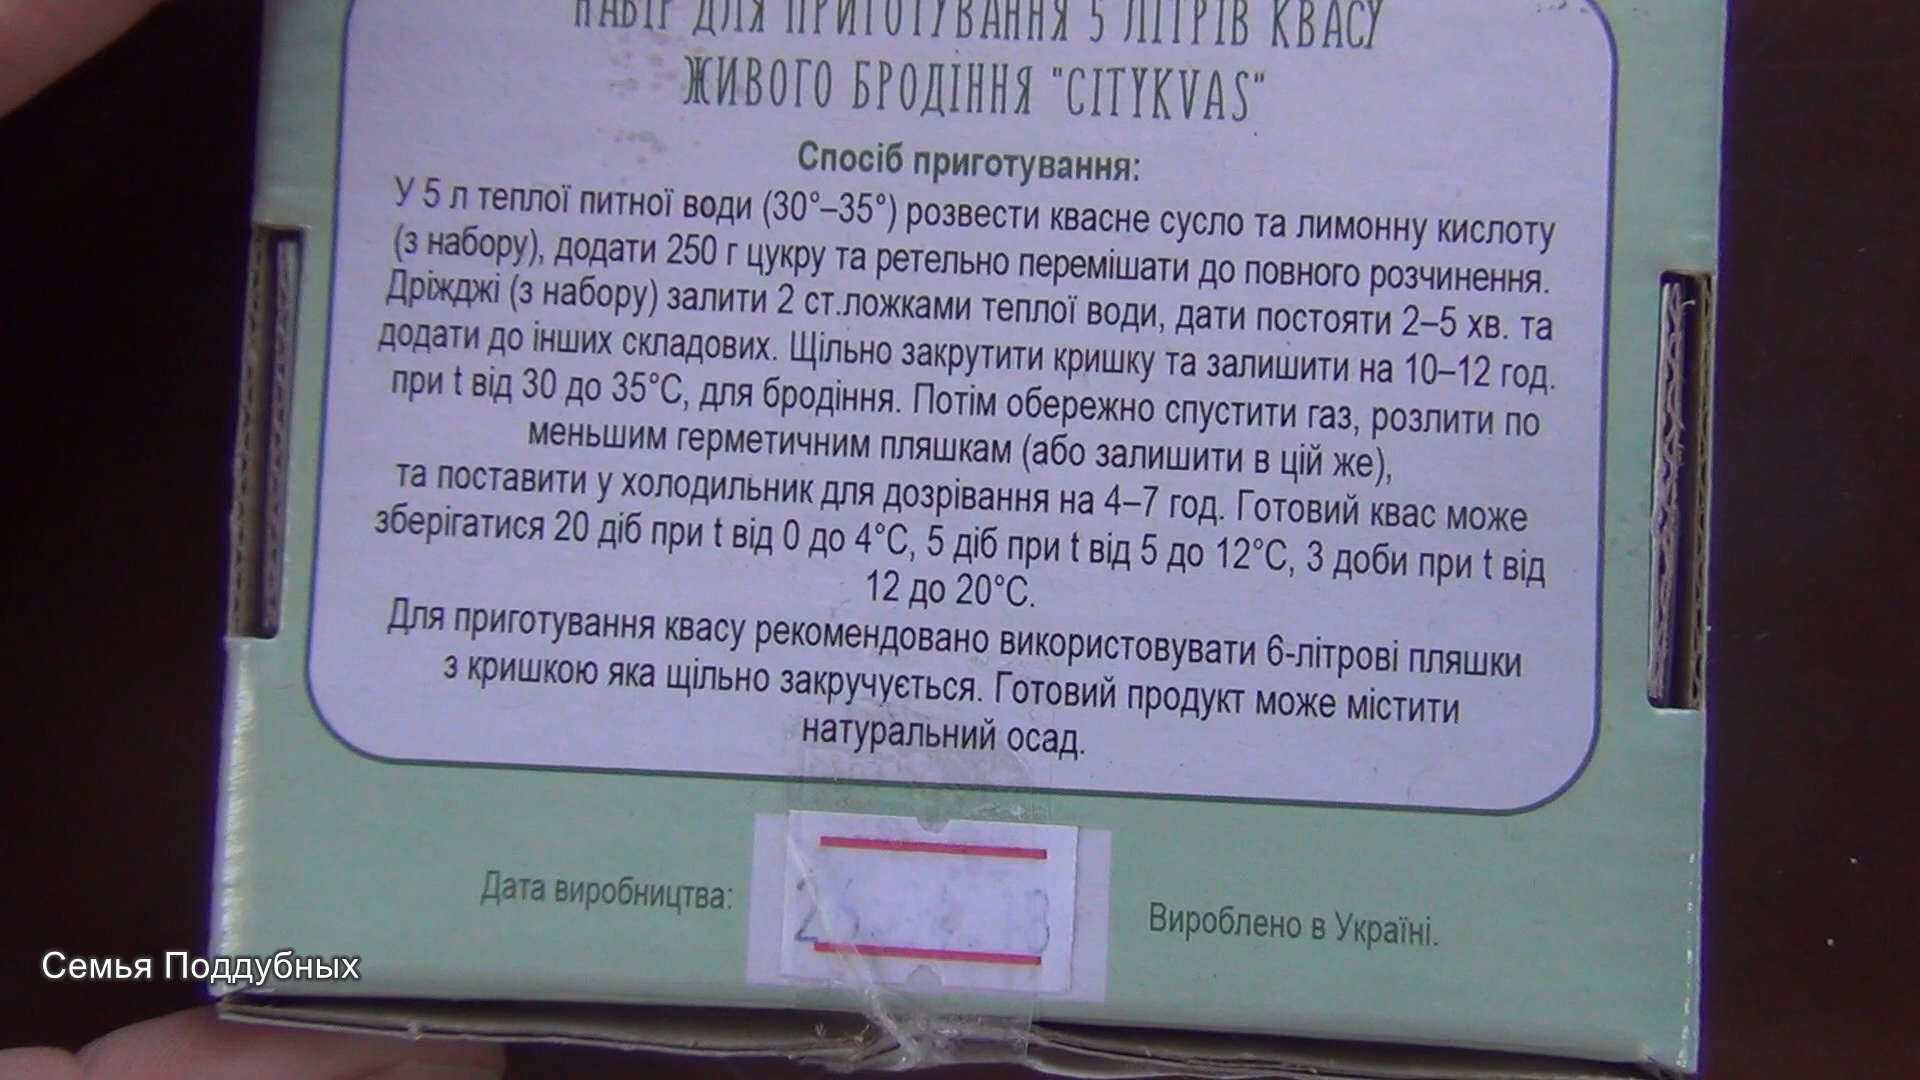 НАБІР ДЛЯ ПРИГОТУВАННЯ 5 ЛІТРІВ КВАСУ
ЖИВОГО БРОДІННЯ "CITYKVAS"
Спосіб приготування:
У 5 л теплої питної води (30°–35°) розвести квасне сусло та лимонну кислоту
(з набору), додати 250 г цукру та ретельно перемішати до повного розчинення.
Дріжджі (з набору) залити 2 ст.ложками теплої води, дати постояти 2–5 хв. та
додати до інших складових. Щільно закрутити кришку та залишити на 10–12 год.
при t від 30 до 35°С, для бродіння. Потім обережно спустити газ, розлити по
меньшим герметичним пляшкам (або залишити в цій же),
та поставити у холодильник для дозрівання на 4–7 год. Готовий квас може
зберігатися 20 діб при t від 0 до 4°С, 5 діб при t від 5 до 12°С, 3 доби при t від
12 до 20°С.
Для приготування квасу рекомендовано використовувати 6-літрові пляшки
з кришкою яка щільно закручується. Готовий продукт може містити
натуральний осад.
Дата виробництва:
Вироблено в Україні.
Семья Поддубных